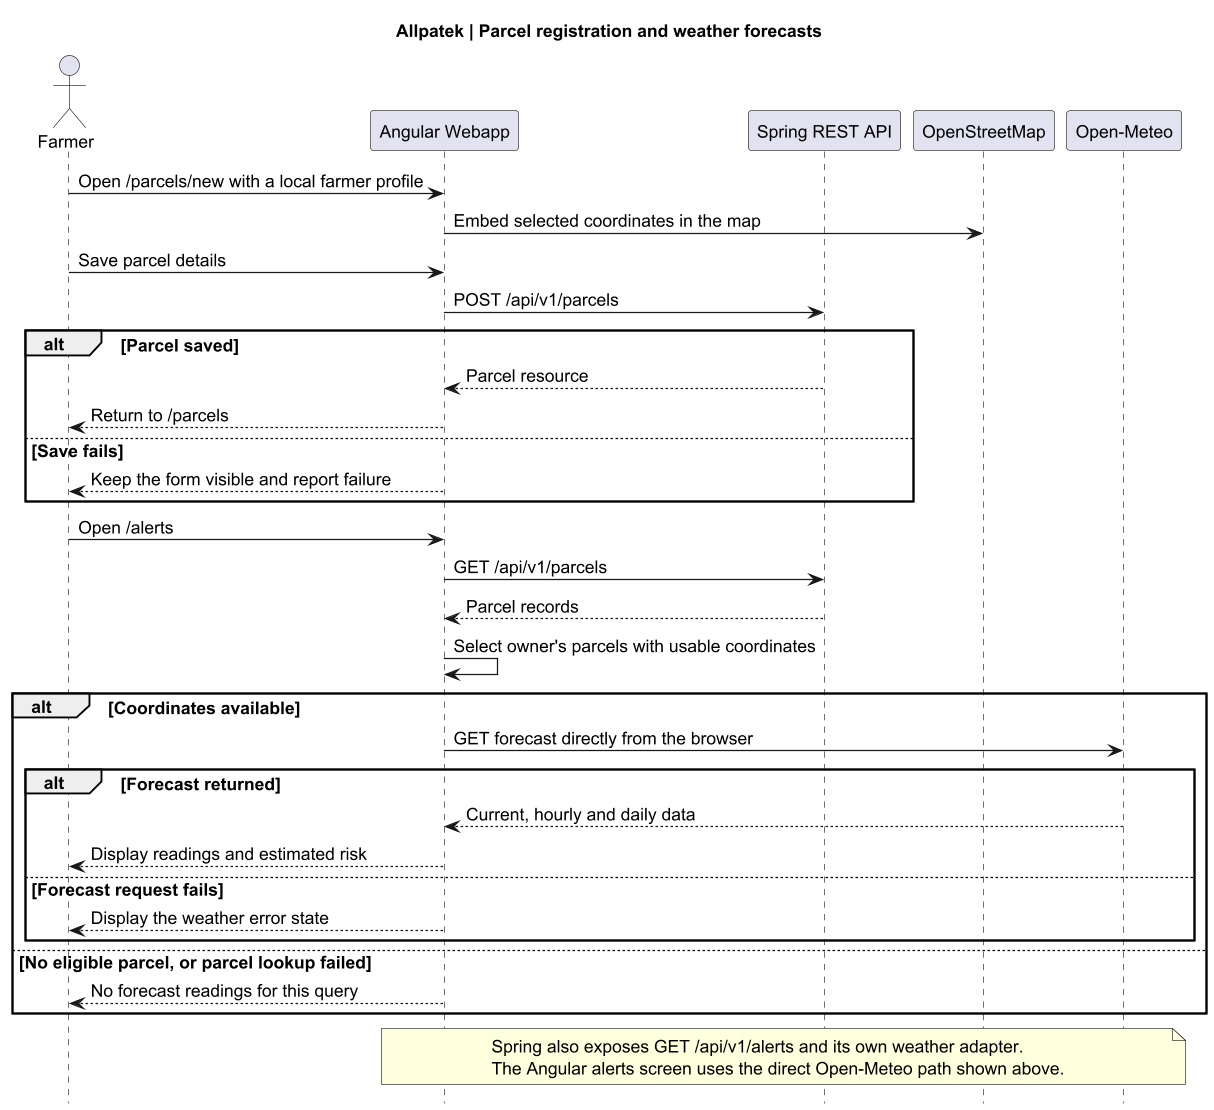 Allpatek | Parcel registration and weather forecasts
Farmer
Angular Webapp
Spring REST API
OpenStreetMap
Open-Meteo
Open /parcels/new with a local farmer profile
Embed selected coordinates in the map
Save parcel details
POST /api/v1/parcels
alt [Parcel saved]
Parcel resource
Return to /parcels
[Save fails]
Keep the form visible and report failure
Open /alerts
GET /api/v1/parcels
Parcel records
Select owner's parcels with usable coordinates
alt [Coordinates available]
GET forecast directly from the browser
alt [Forecast returned]
Current, hourly and daily data
Display readings and estimated risk
[Forecast request fails]
Display the weather error state
[No eligible parcel, or parcel lookup failed]
No forecast readings for this query
Spring also exposes GET /api/v1/alerts and its own weather adapter.
The Angular alerts screen uses the direct Open-Meteo path shown above.